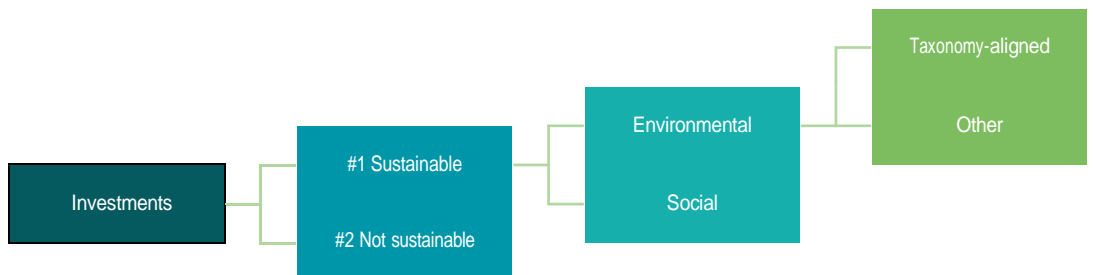 Investments
#1 Sustainable
#2 Not sustainable
Environmental
Social
Taxonomy-aligned
Other